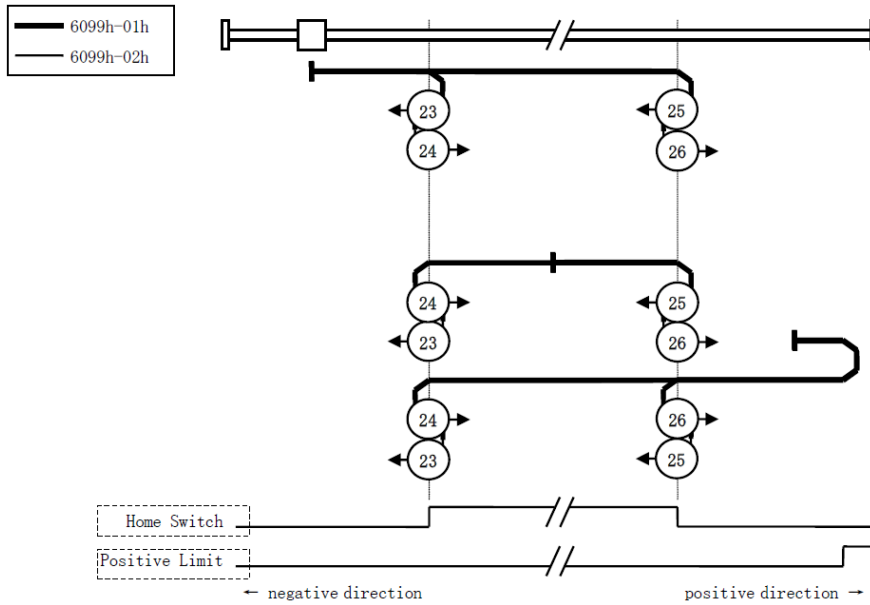 6099h-01h
6099h-02h
23
25
24
26
24
25
23
26
24
26
23
25
Home Switch
Positive Limit
← negative direction
positive direction →